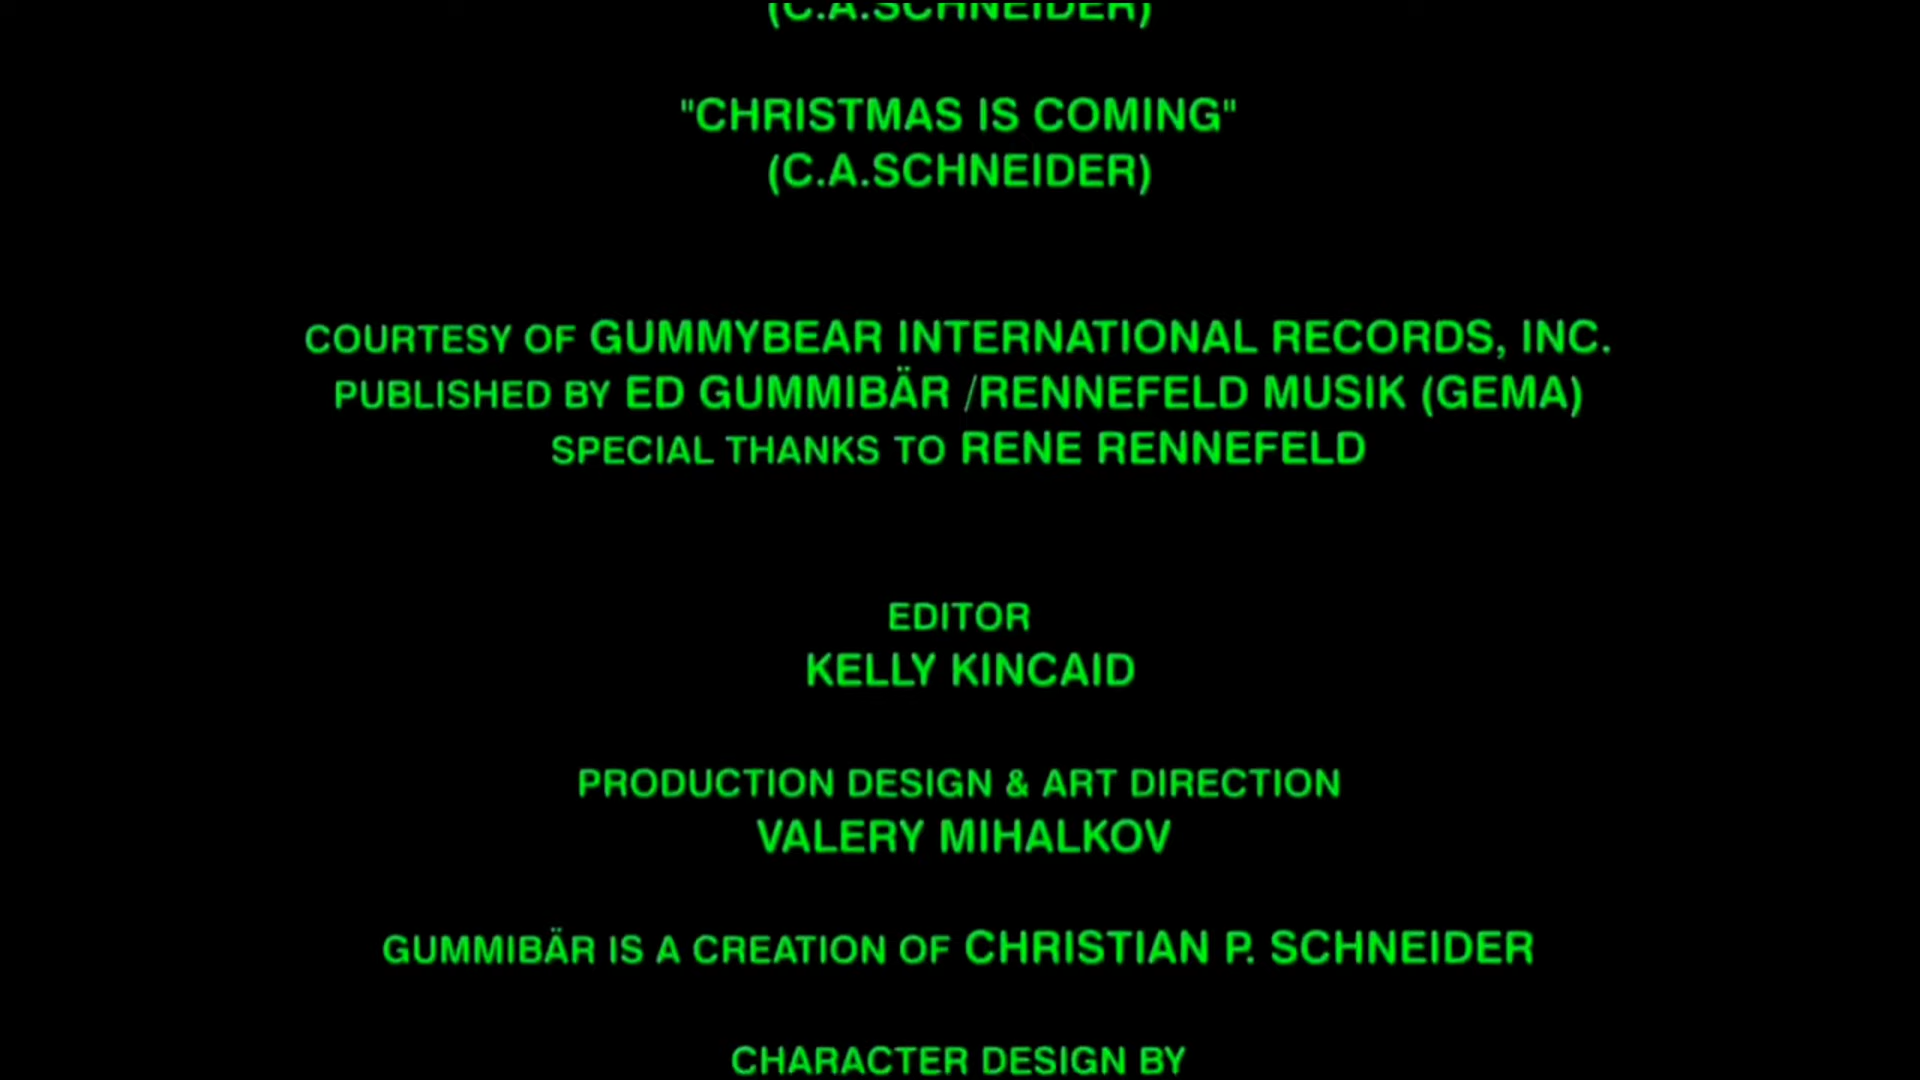 (C.A.SCHNEIDER)
"CHRISTMAS IS COMING"
(C.A.SCHNEIDER)
COURTESY OF GUMMYBEAR INTERNATIONAL RECORDS, INC.
PUBLISHED BY ED GUMMIBÄR /RENNEFELD MUSIK (GEMA)
SPECIAL THANKS TO RENE RENNEFELD
EDITOR
KELLY KINCAID
PRODUCTION DESIGN & ART DIRECTION
VALERY MIHALKOV
GUMMIBÄR IS A CREATION OF CHRISTIAN P. SCHNEIDER
CHARACTER DESIGN BY